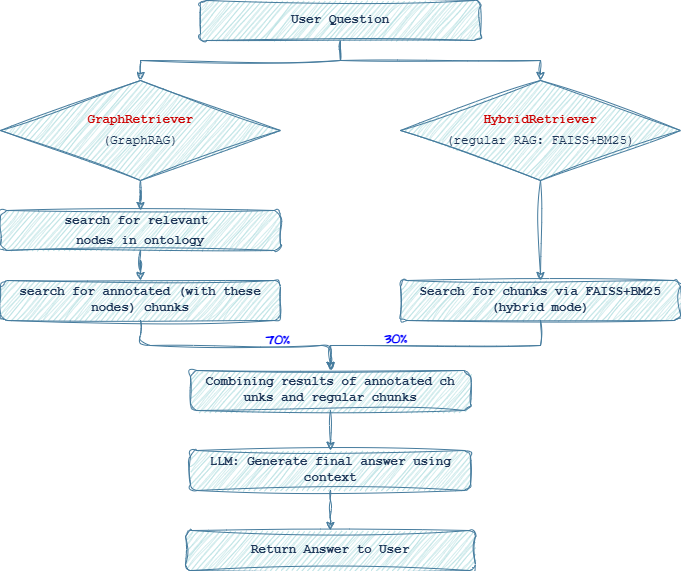 User Question
GraphRetriever
(GraphRAG)
HybridRetriever
(regular RAG: FAISS+BM25)
search for relevant
nodes in ontology
search for annotated (with these
nodes) chunks
Search for chunks via FAISS+BM25
(hybrid mode)
70%
30%
Combining results of annotated ch
unks and regular chunks
LLM: Generate final answer using
context
Return Answer to User